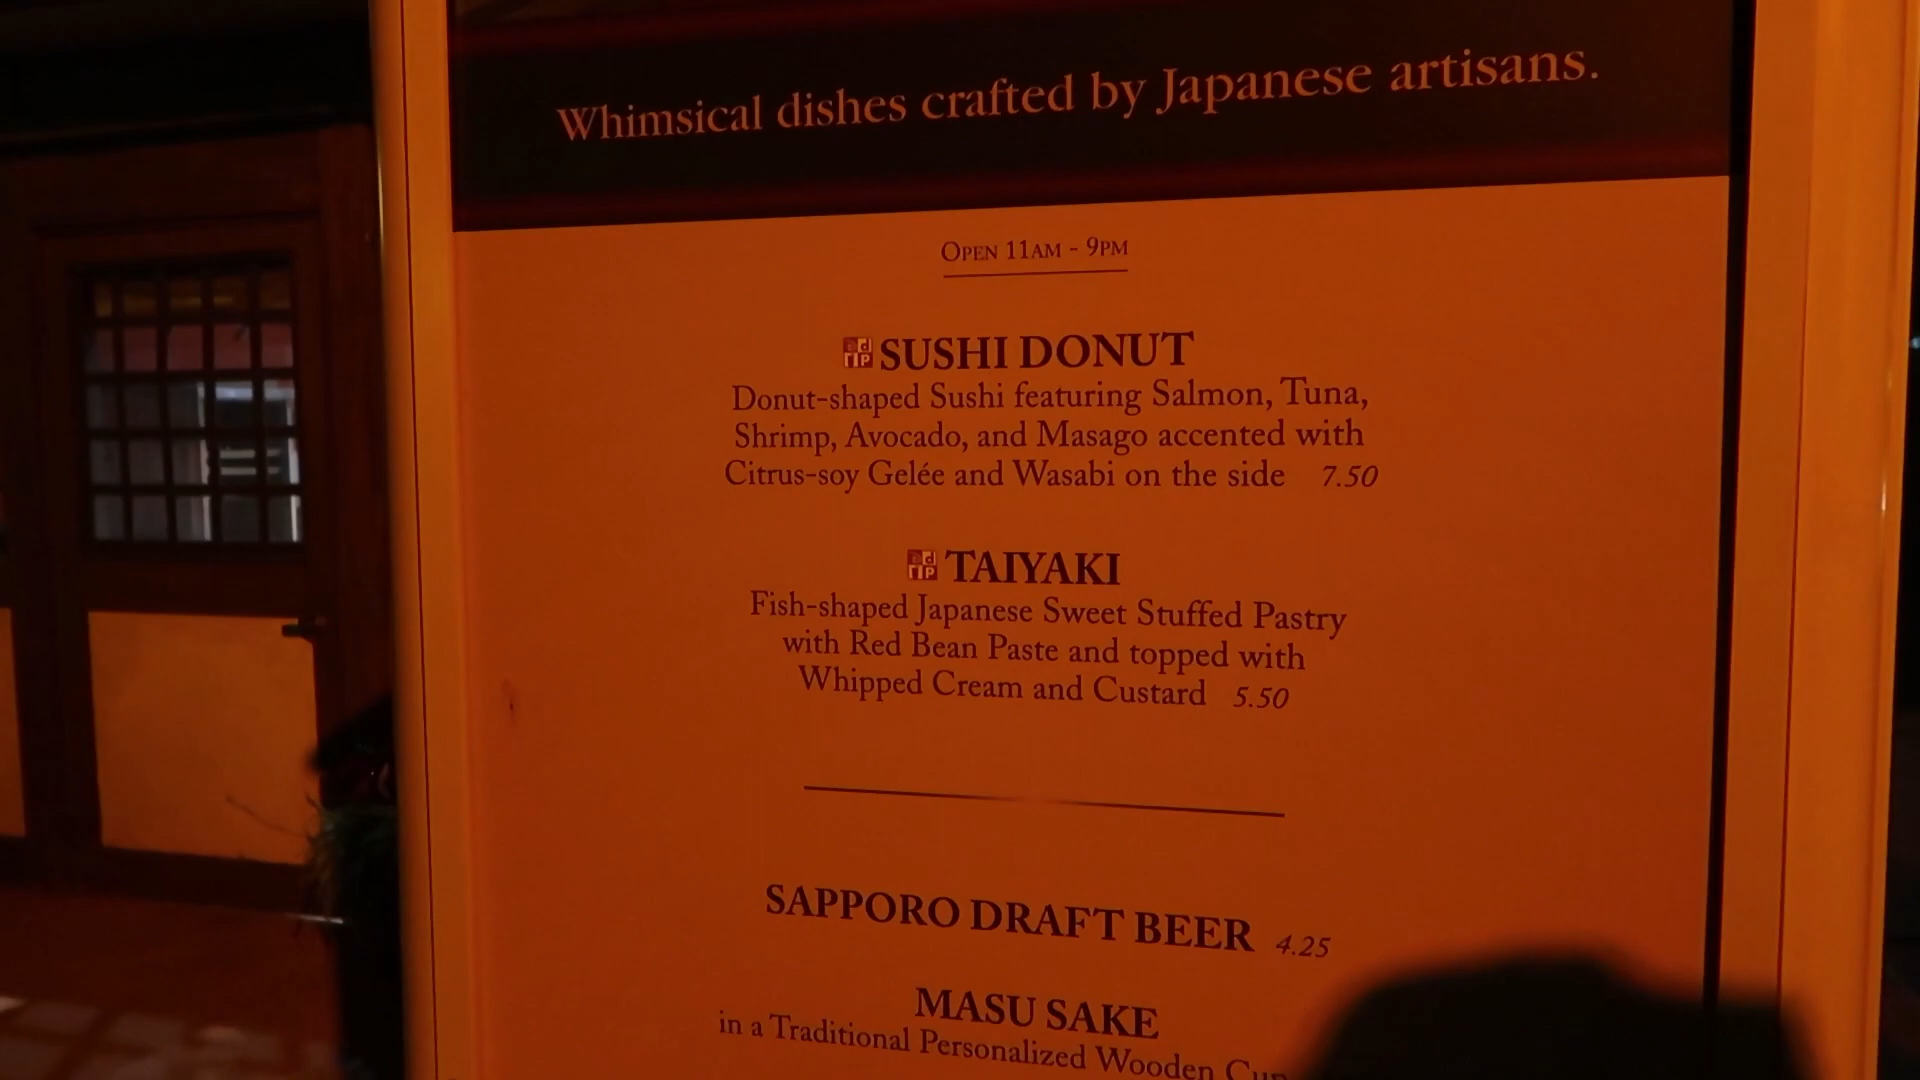 Whimsical dishes crafted by Japanese artisans.
OPEN 11AM - 9PM
SUSHI DONUT
Donut-shaped Sushi featuring Salmon, Tuna,
Shrimp, Avocado, and Masago accented with
Citrus-soy Gelée and Wasabi on the side 7.50
TAIYAKI
Fish-shaped Japanese Sweet Stuffed Pastry
with Red Bean Paste and topped with
Whipped Cream and Custard 5.50
SAPPORO DRAFT BEER 4.25
MASU SAKE
in a Traditional Personalized Wooden Cup